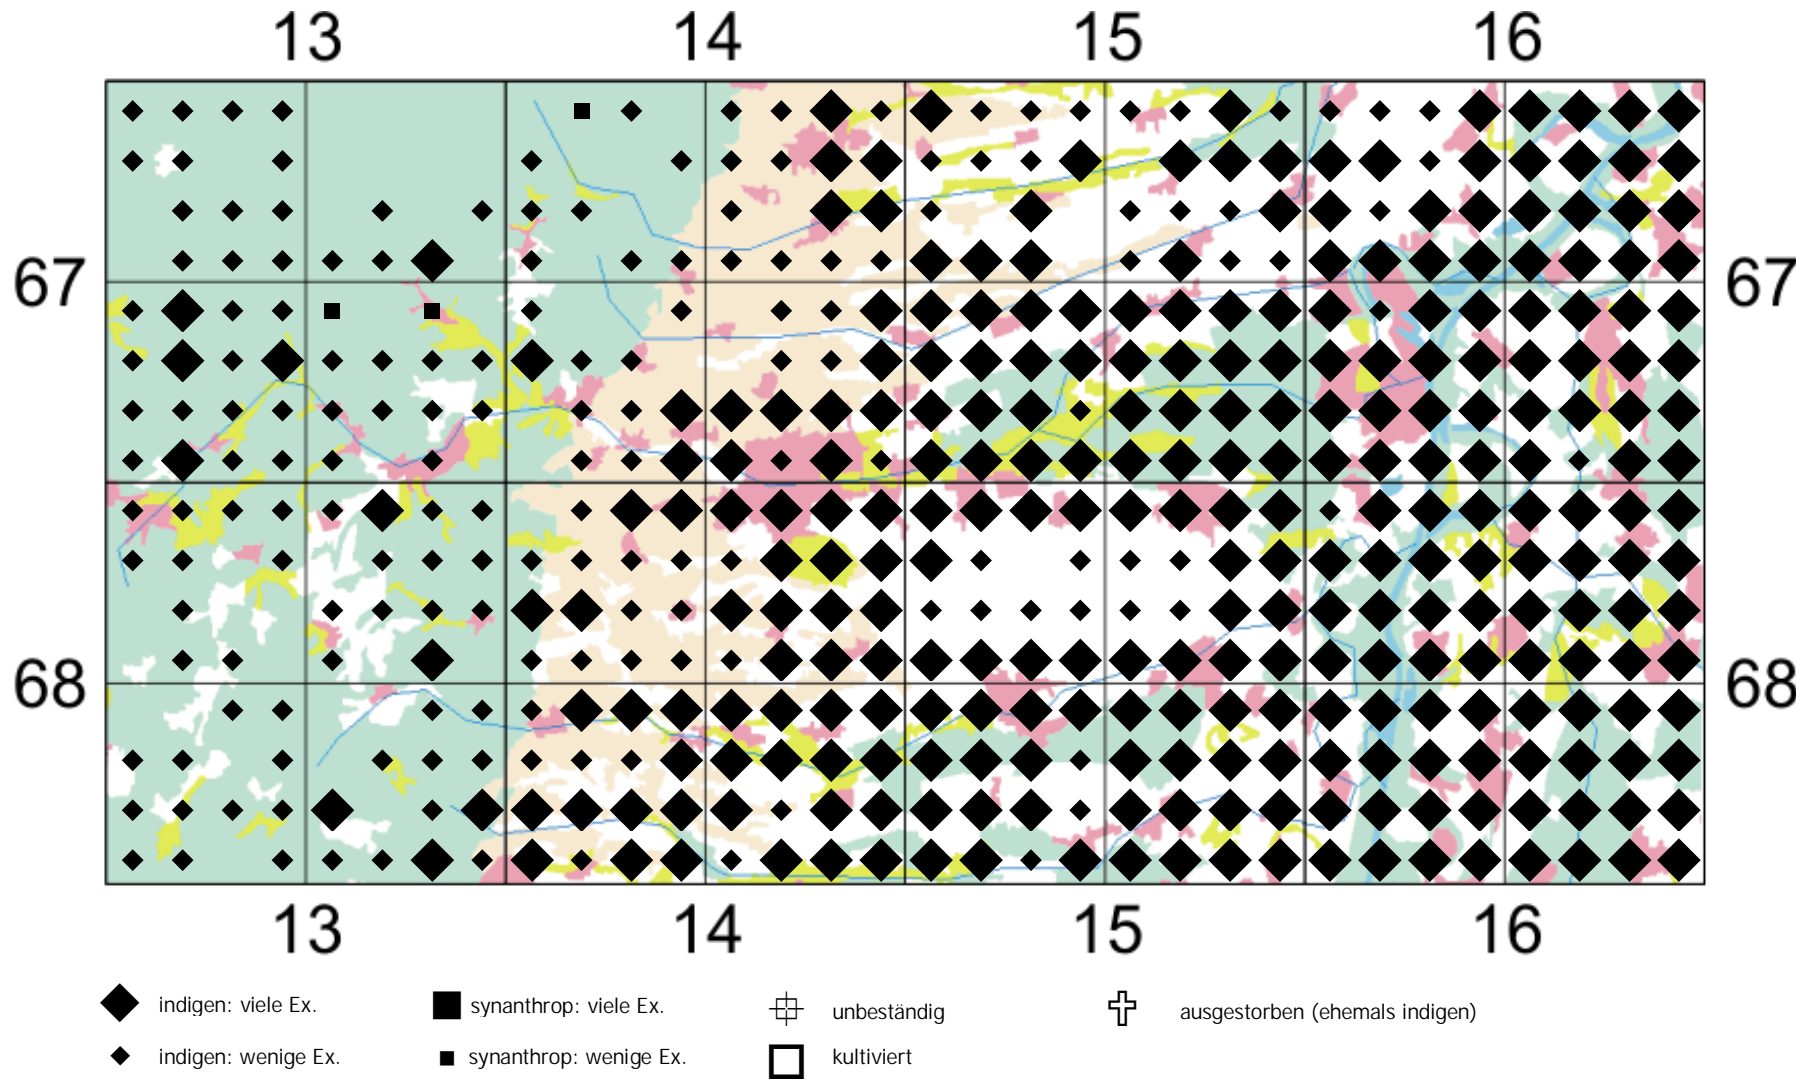 13 14 15 16
67 67
68 68
13 14 15 16
indigen: viele Ex. synanthrop: viele Ex. unbeständig ausgestorben (ehemals indigen)
indigen: wenige Ex. synanthrop: wenige Ex. kultiviert